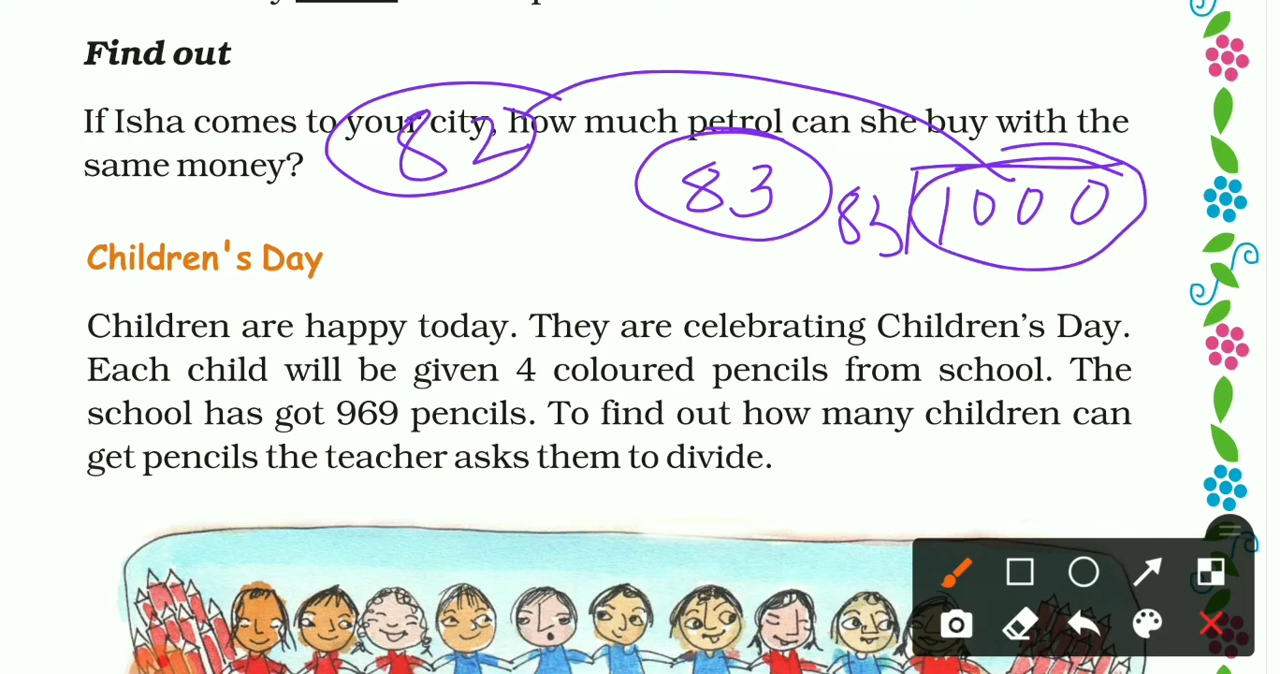 Find out
If Isha comes to your city, how much petrol can she buy with the
same money?
82
83
83 1000
Children's Day
Children are happy today. They are celebrating Children's Day.
Each child will be given 4 coloured pencils from school. The
school has got 969 pencils. To find out how many children can
get pencils the teacher asks them to divide.